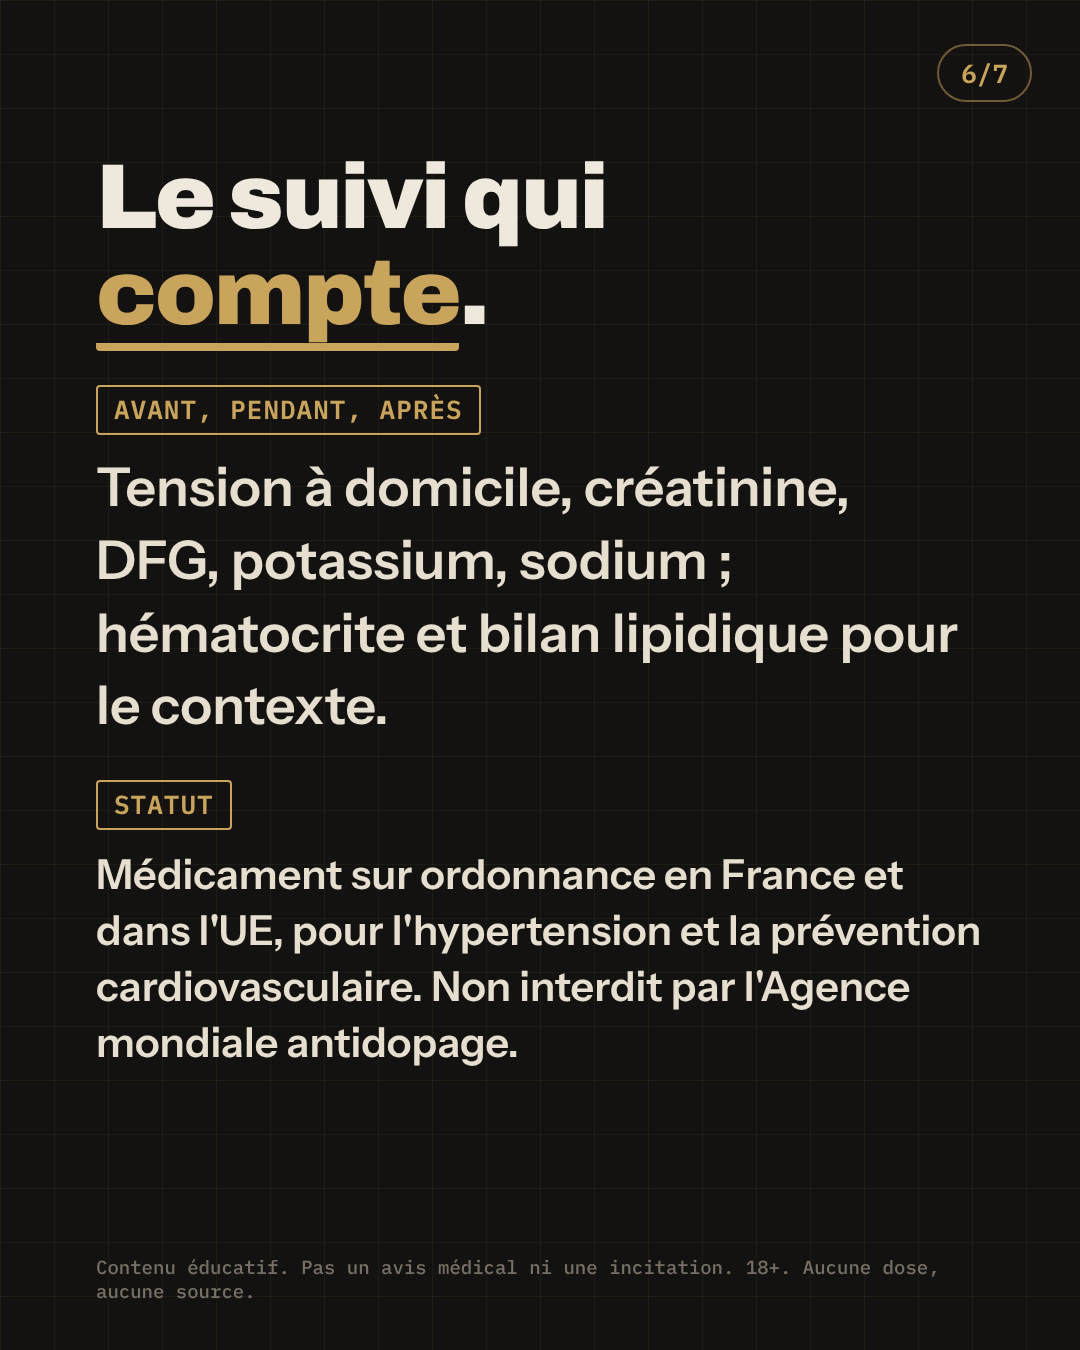 6/7
Le suivi qui
compte.
AVANT, PENDANT, APRÈS
Tension à domicile, créatinine,
DFG, potassium, sodium ;
hématocrite et bilan lipidique pour
le contexte.
STATUT
Médicament sur ordonnance en France et
dans l'UE, pour l'hypertension et la prévention
cardiovasculaire. Non interdit par l'Agence
mondiale antidopage.
Contenu éducatif. Pas un avis médical ni une incitation. 18+. Aucune dose,
aucune source.